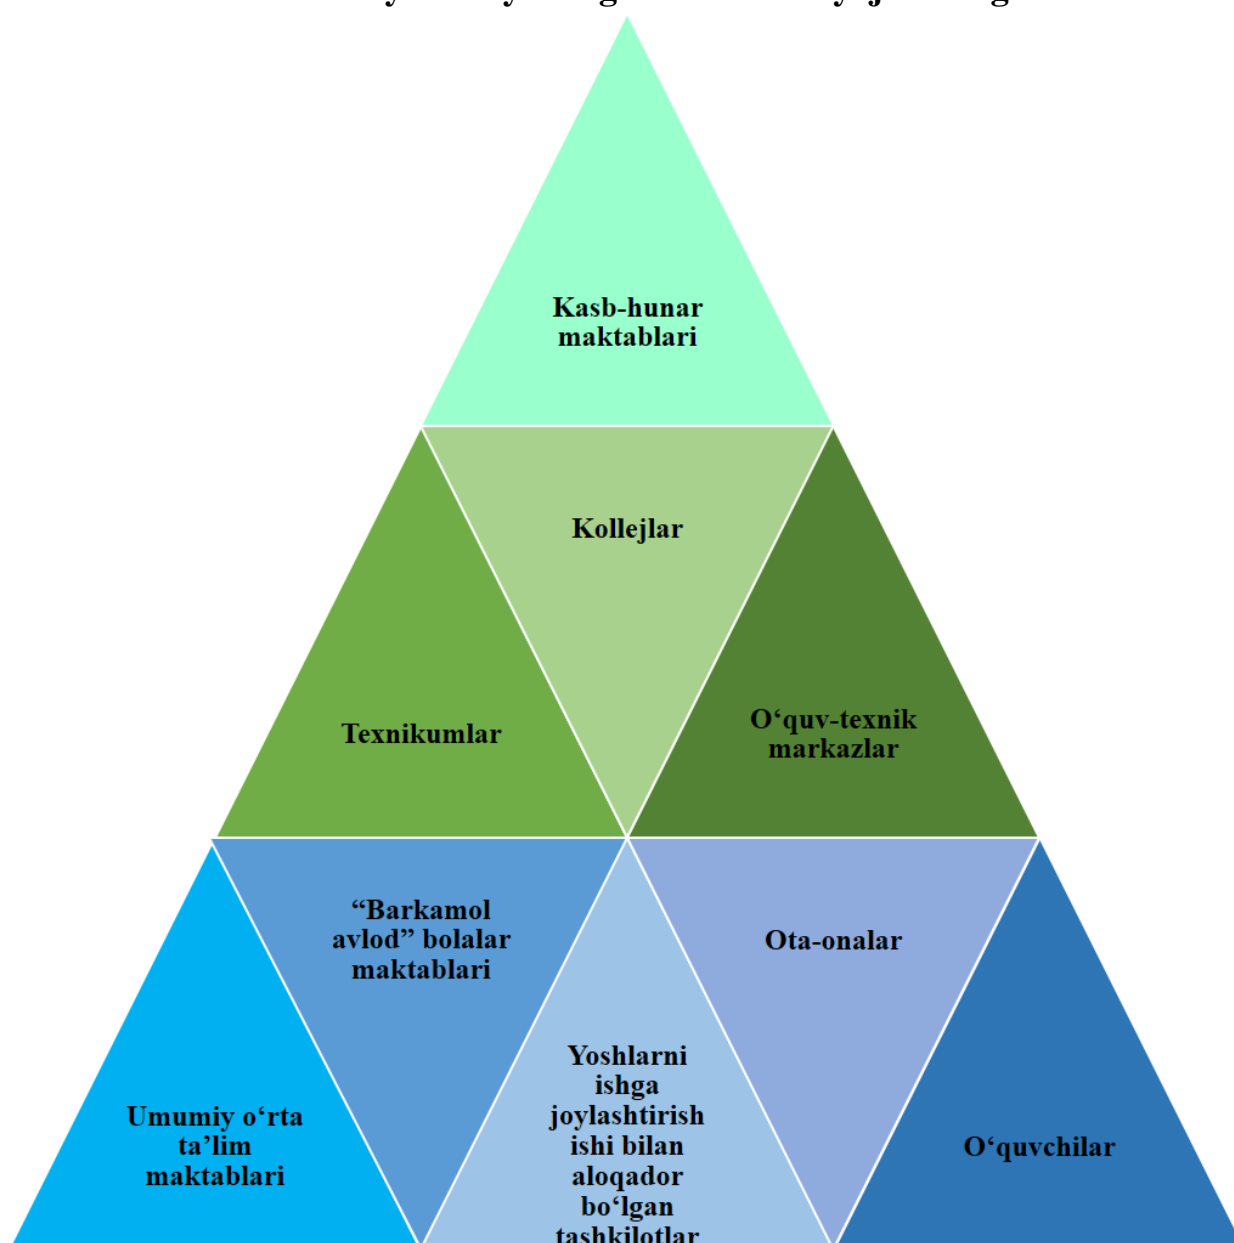 Kasb-hunar
maktablari
Kollejlar
Texnikumlar
O‘quv-texnik
markazlar
“Barkamol
avlod” bolalar
maktablari
Ota-onalar
Umumiy o‘rta
ta’lim
maktablari
Yoshlarni
ishga
joylashtirish
ishi bilan
aloqador
bo‘lgan
tashkilotlar
O‘quvchilar